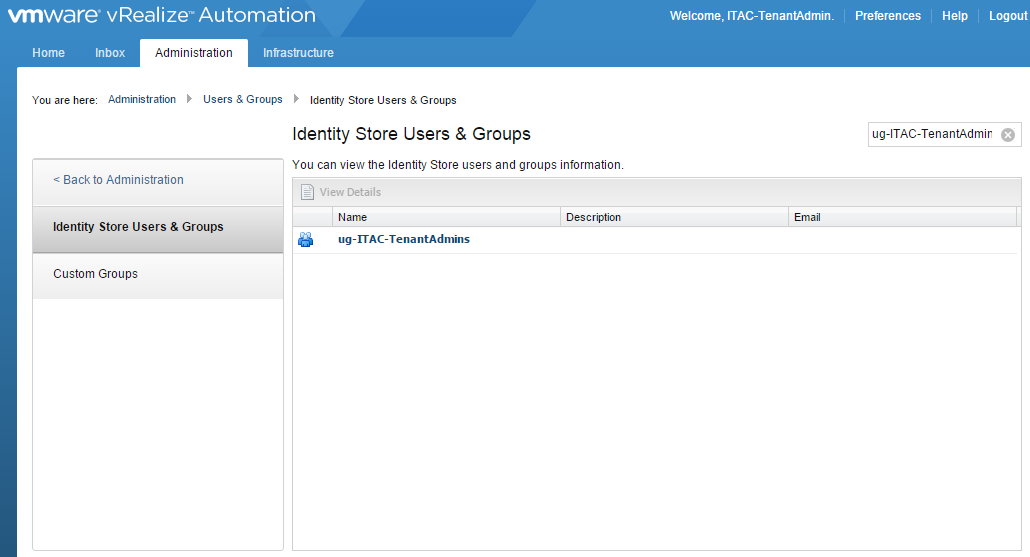 vmware® vRealize™ Automation
Welcome, ITAC-TenantAdmin. Preferences Help Logout
Home Inbox Administration Infrastructure
You are here: Administration Users & Groups Identity Store Users & Groups
Identity Store Users & Groups
ug-ITAC-TenantAdmin
You can view the Identity Store users and groups information.
< Back to Administration
Identity Store Users & Groups
Custom Groups
View Details
Name Description Email
ug-ITAC-TenantAdmins